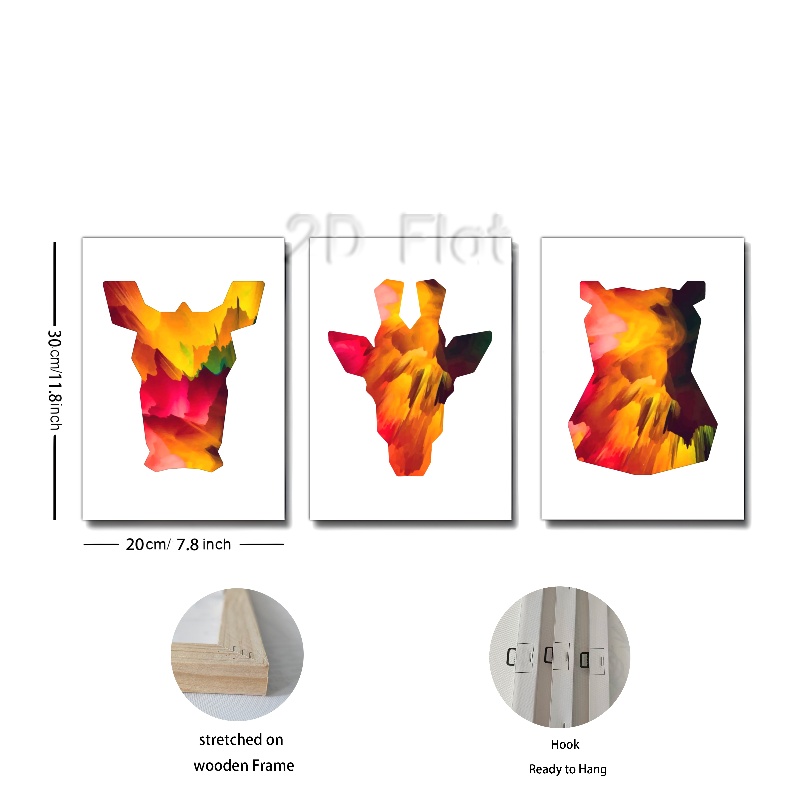 2D Flat
30cm/11.8inch
20cm/ 7.8 inch
stretched on
wooden Frame
Hook
Ready to Hang